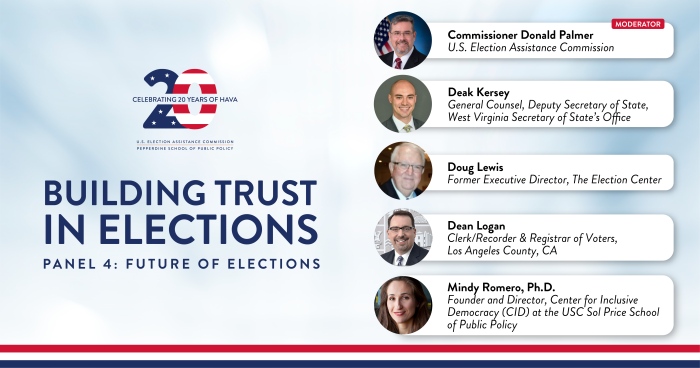 CELEBRATING 20 YEARS OF HAVA
U.S. ELECTION ASSISTANCE COMMISSION
PEPPERDINE SCHOOL OF PUBLIC POLICY
BUILDING TRUST
IN ELECTIONS
PANEL 4: FUTURE OF ELECTIONS
MODERATOR
Commissioner Donald Palmer
U.S. Election Assistance Commission
Deak Kersey
General Counsel, Deputy Secretary of State,
West Virginia Secretary of State's Office
Doug Lewis
Former Executive Director, The Election Center
Dean Logan
Clerk/Recorder & Registrar of Voters,
Los Angeles County, CA
Mindy Romero, Ph.D.
Founder and Director, Center for Inclusive
Democracy (CID) at the USC Sol Price School
of Public Policy